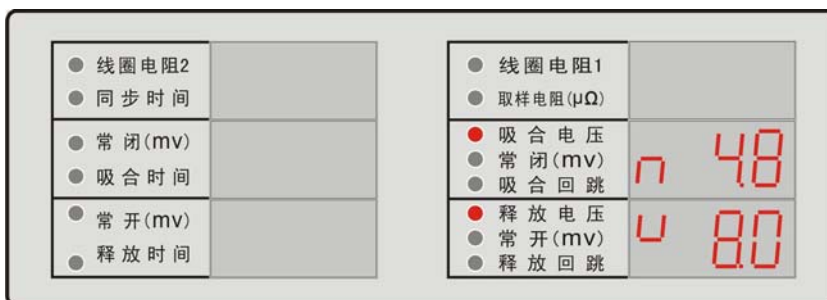 线圈电阻2
同步时间
常闭(mv)
吸合时间
常开(mv)
释放时间
线圈电阻1
取样电阻(μΩ)
吸合电压
常闭(mv)
吸合回跳
n 4.8
释放电压
常开(mv)
释放回跳
u 8.0